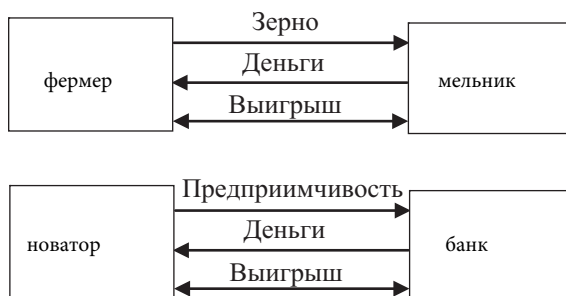 Зерно
фермер
Деньги
мельник
Выигрыш
Предприимчивость
новатор
Деньги
банк
Выигрыш